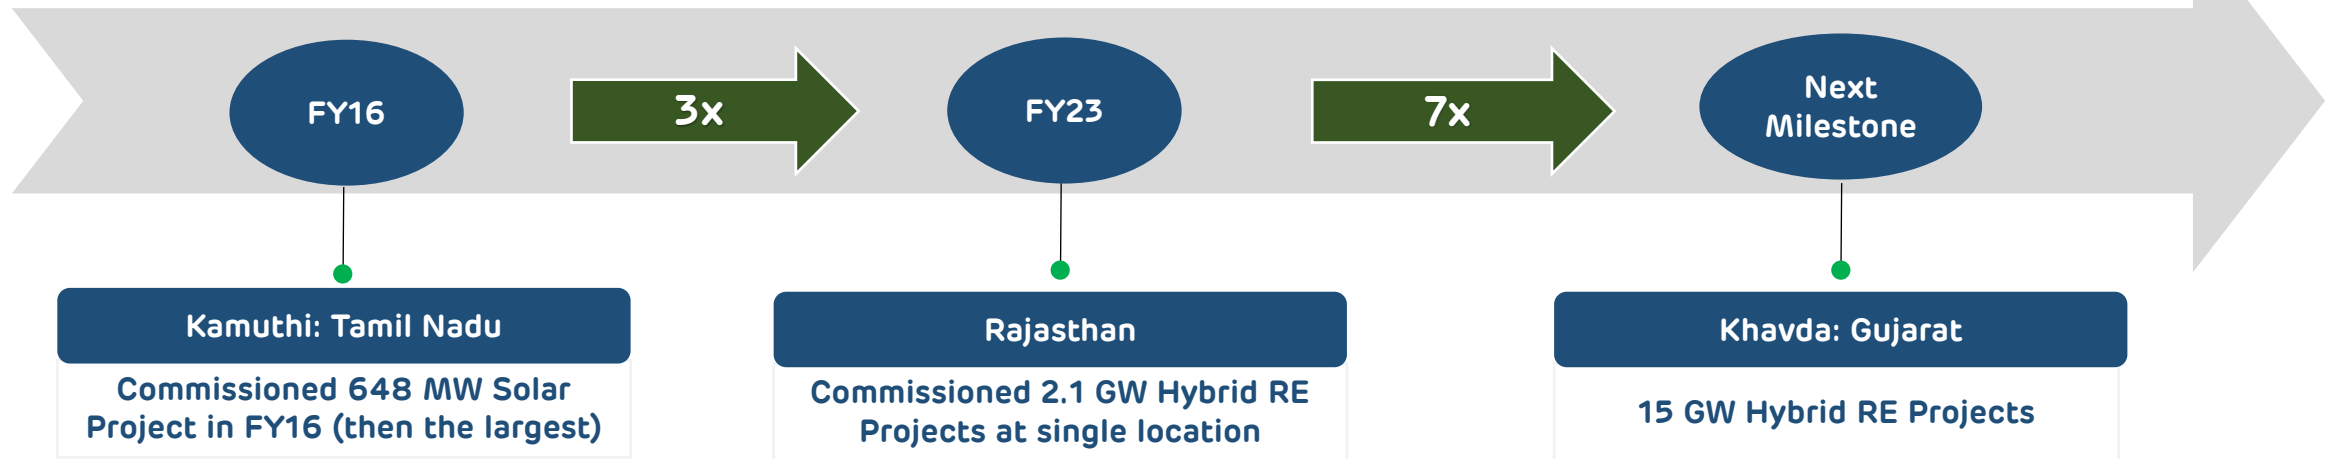 FY16
3x
FY23
7x
Next
Milestone
Kamuthi: Tamil Nadu
Commissioned 648 MW Solar
Project in FY16 (then the largest)
Rajasthan
Commissioned 2.1 GW Hybrid RE
Projects at single location
Khavda: Gujarat
15 GW Hybrid RE Projects